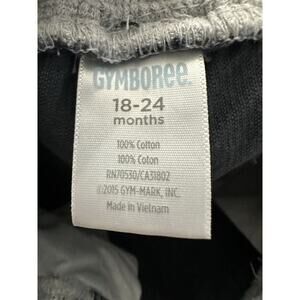 GYMBOREE.
18-24
months
100% Cotton
100% Coton
RN70530/CA31802
©2015 GYM-MARK, INC.
Made in Vietnam